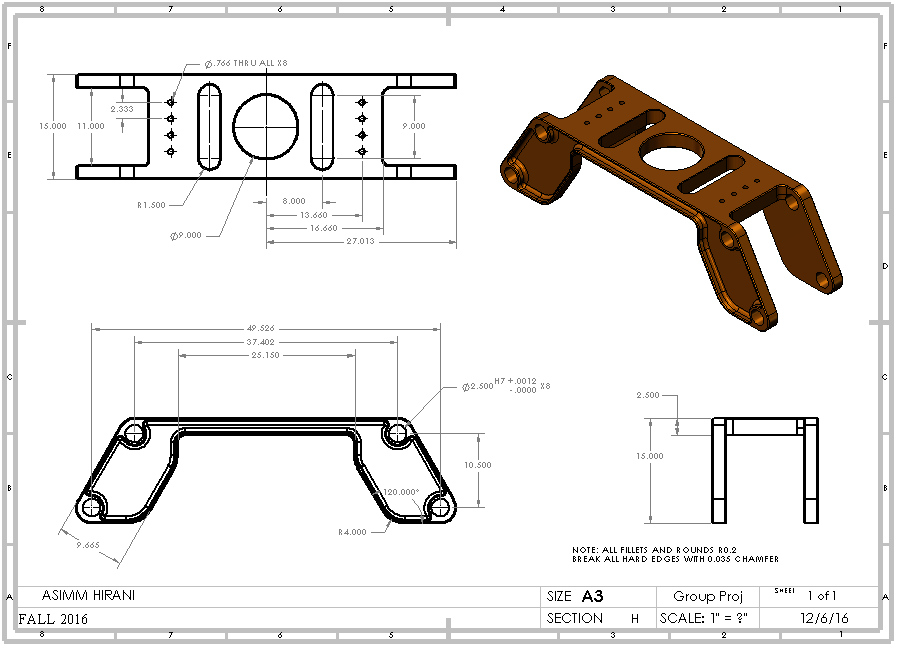 8 7 6 5 4 3 2 1
F F
⌀.766 THRU ALL X8
2.333
15.000 11.000 9.000
E E
R1.500
8.000
13.660
⌀9.000
16.660
27.013
D D
49.526
37.402
25.150
C C
⌀2.500 H7 +.0012 X8
-.0000
2.500
15.000
10.500
B B
120.000°
R4.000
9.665
NOTE: ALL FILLETS AND ROUNDS R0.2
BREAK ALL HARD EDGES WITH 0.035 CHAMFER
A A
ASIMM HIRANI
SIZE A3 Group Proj SHEET 1 of 1
FALL 2016
SECTION H SCALE: 1" = ?" 12/6/16
8 7 6 5 4 3 2 1